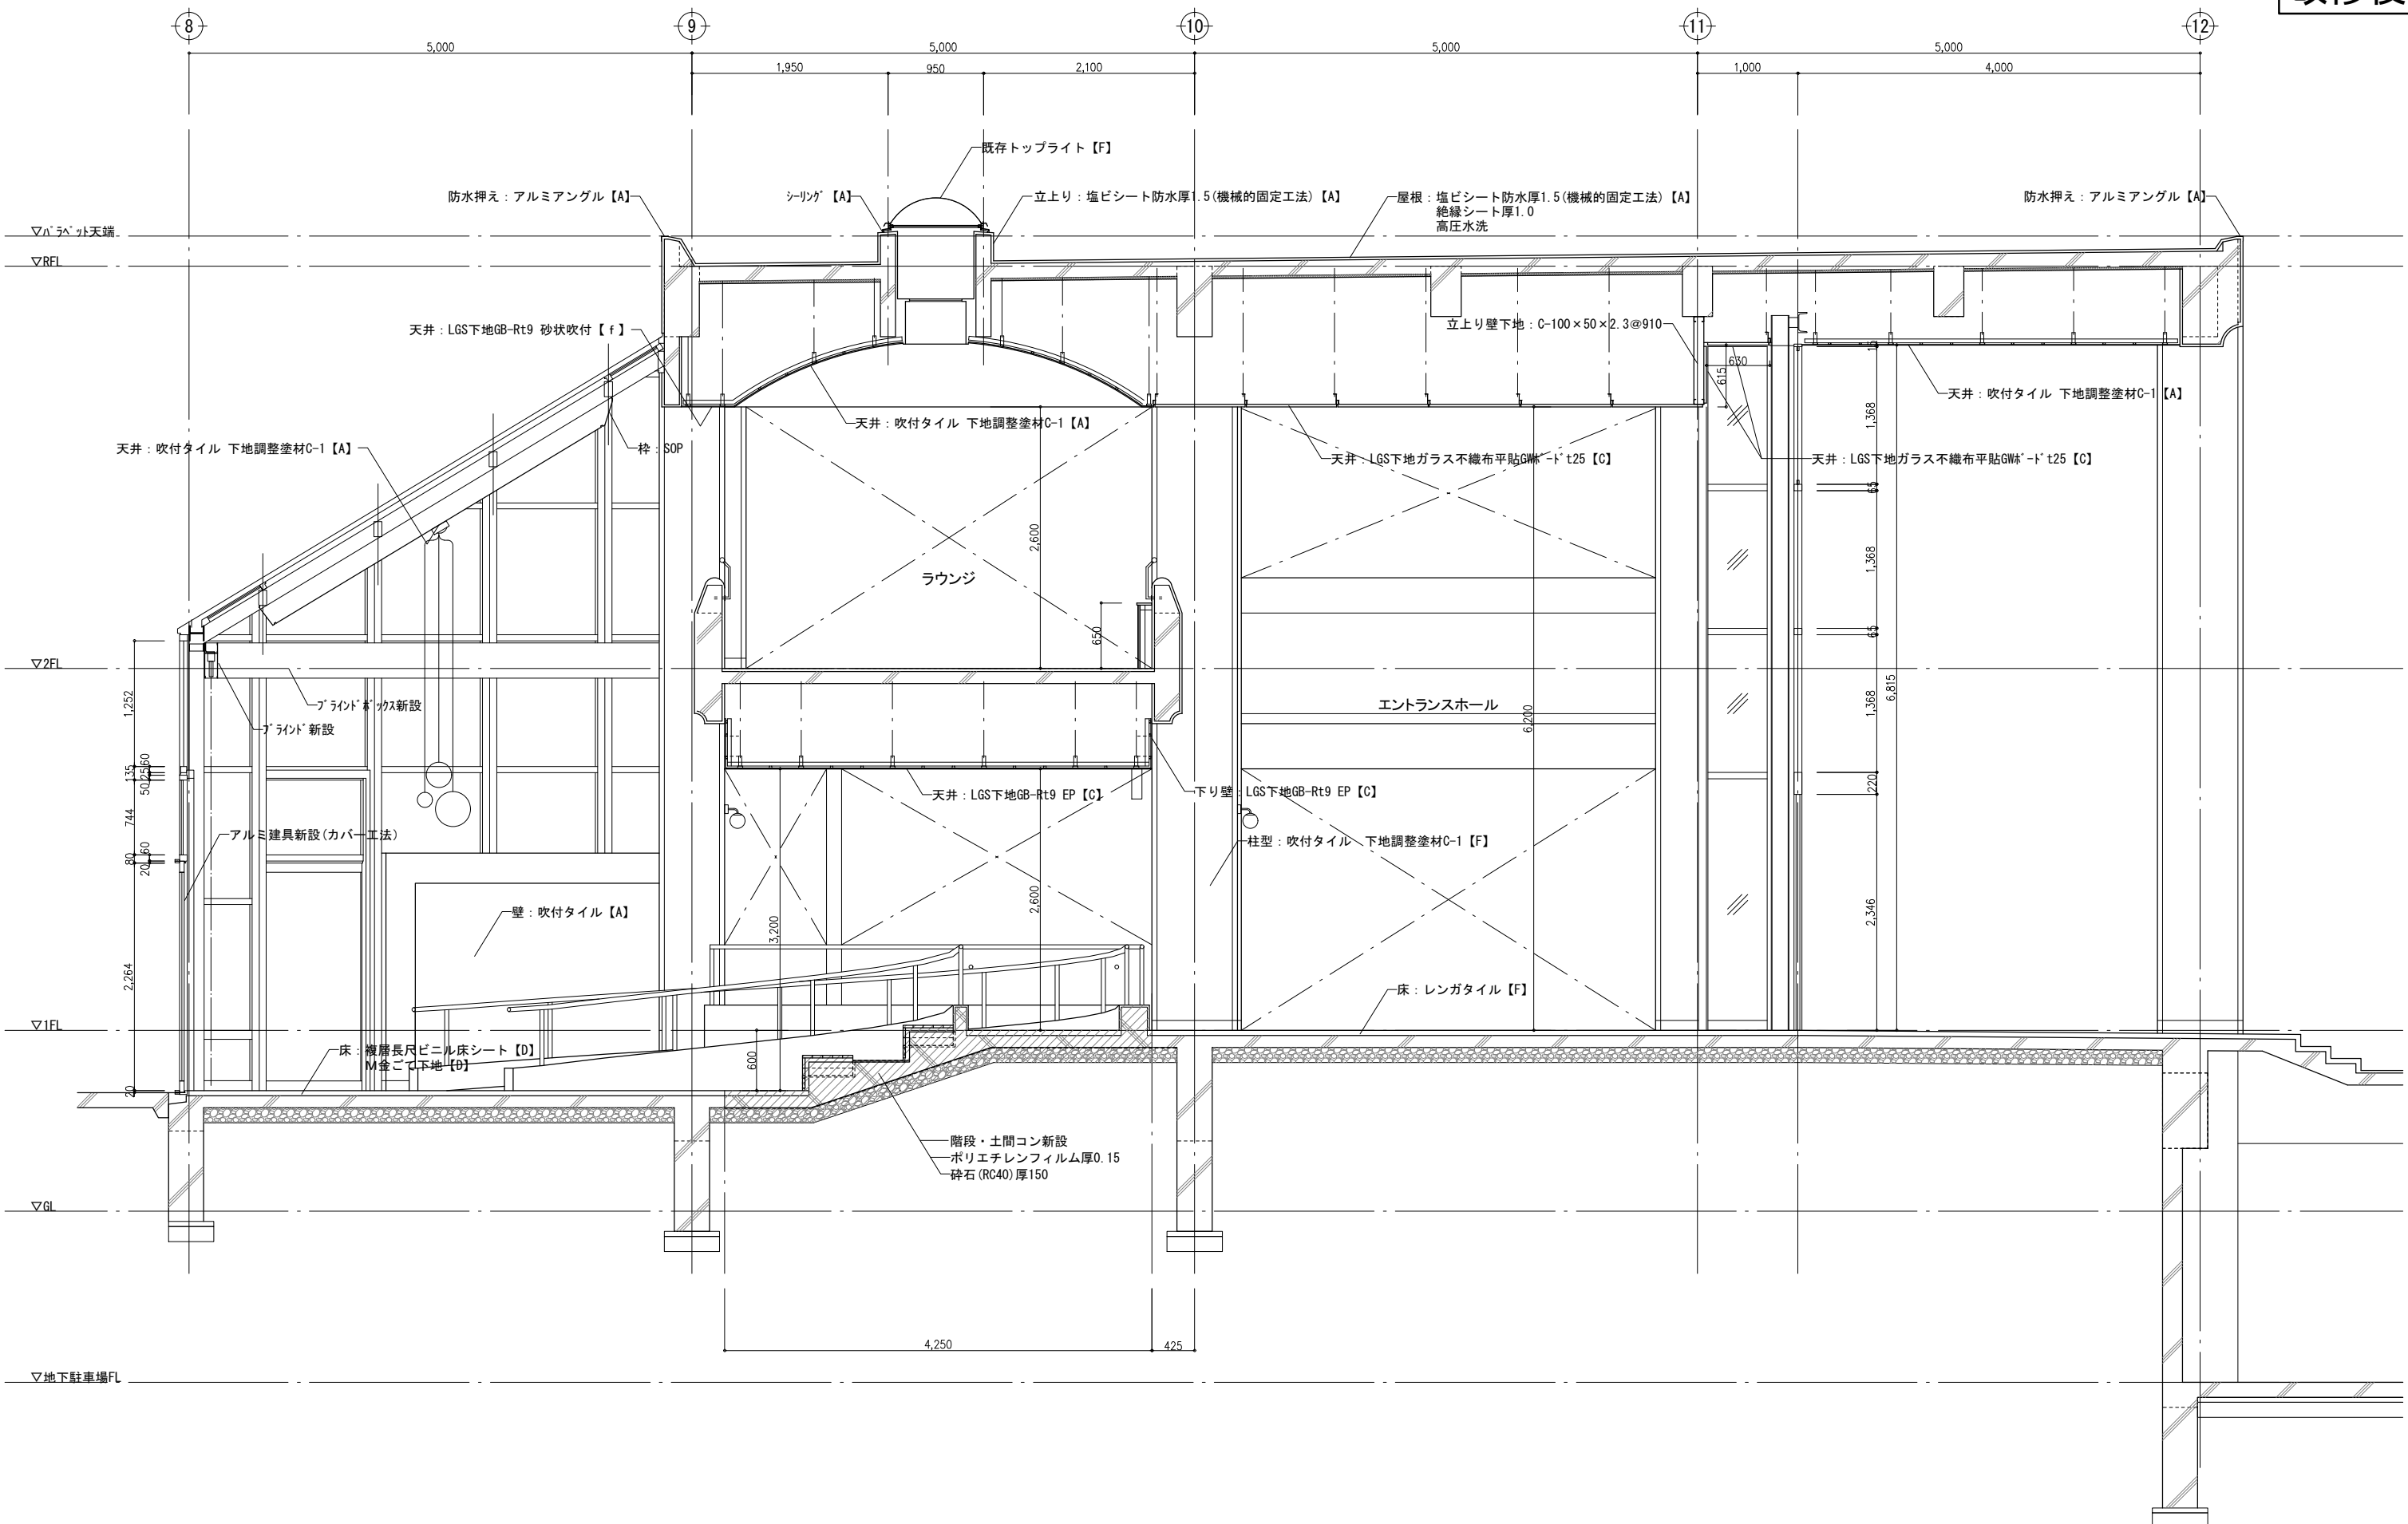 8
9
10
11
12
5,000
5,000
5,000
5,000
1,950
950
2,100
1,000
4,000
既存トップライト【F】
防水押え：アルミアングル【A】
ｼｰﾘﾝｸﾞ【A】
立上り：塩ビシート防水厚1.5(機械的固定工法)【A】
屋根：塩ビシート防水厚1.5(機械的固定工法)【A】
絶縁シート厚1.0
高圧水洗
防水押え：アルミアングル【A】
▽ﾊﾟﾗﾍﾟｯﾄ天端
▽RFL
天井：LGS下地GB-Rt9 砂状吹付【ｆ】
立上り壁下地：C-100×50×2.3@910
630
615
天井：吹付タイル 下地調整塗材C-1【A】
天井：吹付タイル 下地調整塗材C-1【A】
天井：吹付タイル 下地調整塗材C-1【A】
枠：SOP
天井：LGS下地ガラス不織布平貼GWﾎﾞｰﾄﾞt25【C】
天井：LGS下地ガラス不織布平貼GWﾎﾞｰﾄﾞt25【C】
1,368
65
1,368
65
1,368
220
2,346
6,815
2,600
ラウンジ
650
▽2FL
エントランスホール
6,200
1,252
ﾌﾞﾗｲﾝﾄﾞﾎﾞｯｸｽ新設
ﾌﾞﾗｲﾝﾄﾞ新設
60
135
25
50
744
60
80
20
2,264
20
天井：LGS下地GB-Rt9 EP【C】
下り壁：LGS下地GB-Rt9 EP【C】
アルミ建具新設(カバー工法)
柱型：吹付タイル 下地調整塗材C-1【F】
壁：吹付タイル【A】
3,200
2,600
床：レンガタイル【F】
▽1FL
床：複層長尺ビニル床シート【D】
M金ごて下地【D】
600
階段・土間コン新設
ポリエチレンフィルム厚0.15
砕石(RC40)厚150
▽GL
4,250
425
▽地下駐車場FL